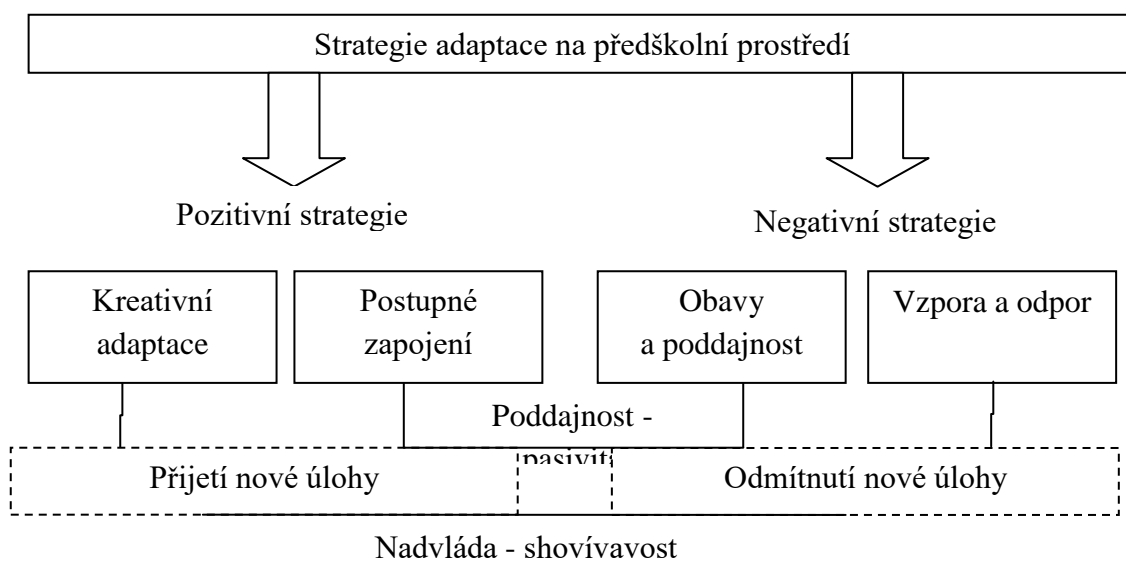 Strategie adaptace na předškolní prostředí
Pozitivní strategie
Negativní strategie
Kreativní
adaptace
Postupné
zapojení
Obavy
a poddajnost
Vzpora a odpor
Poddajnost -
Přijetí nové úlohy
Odmítnutí nové úlohy
Nadvláda - shovívavost